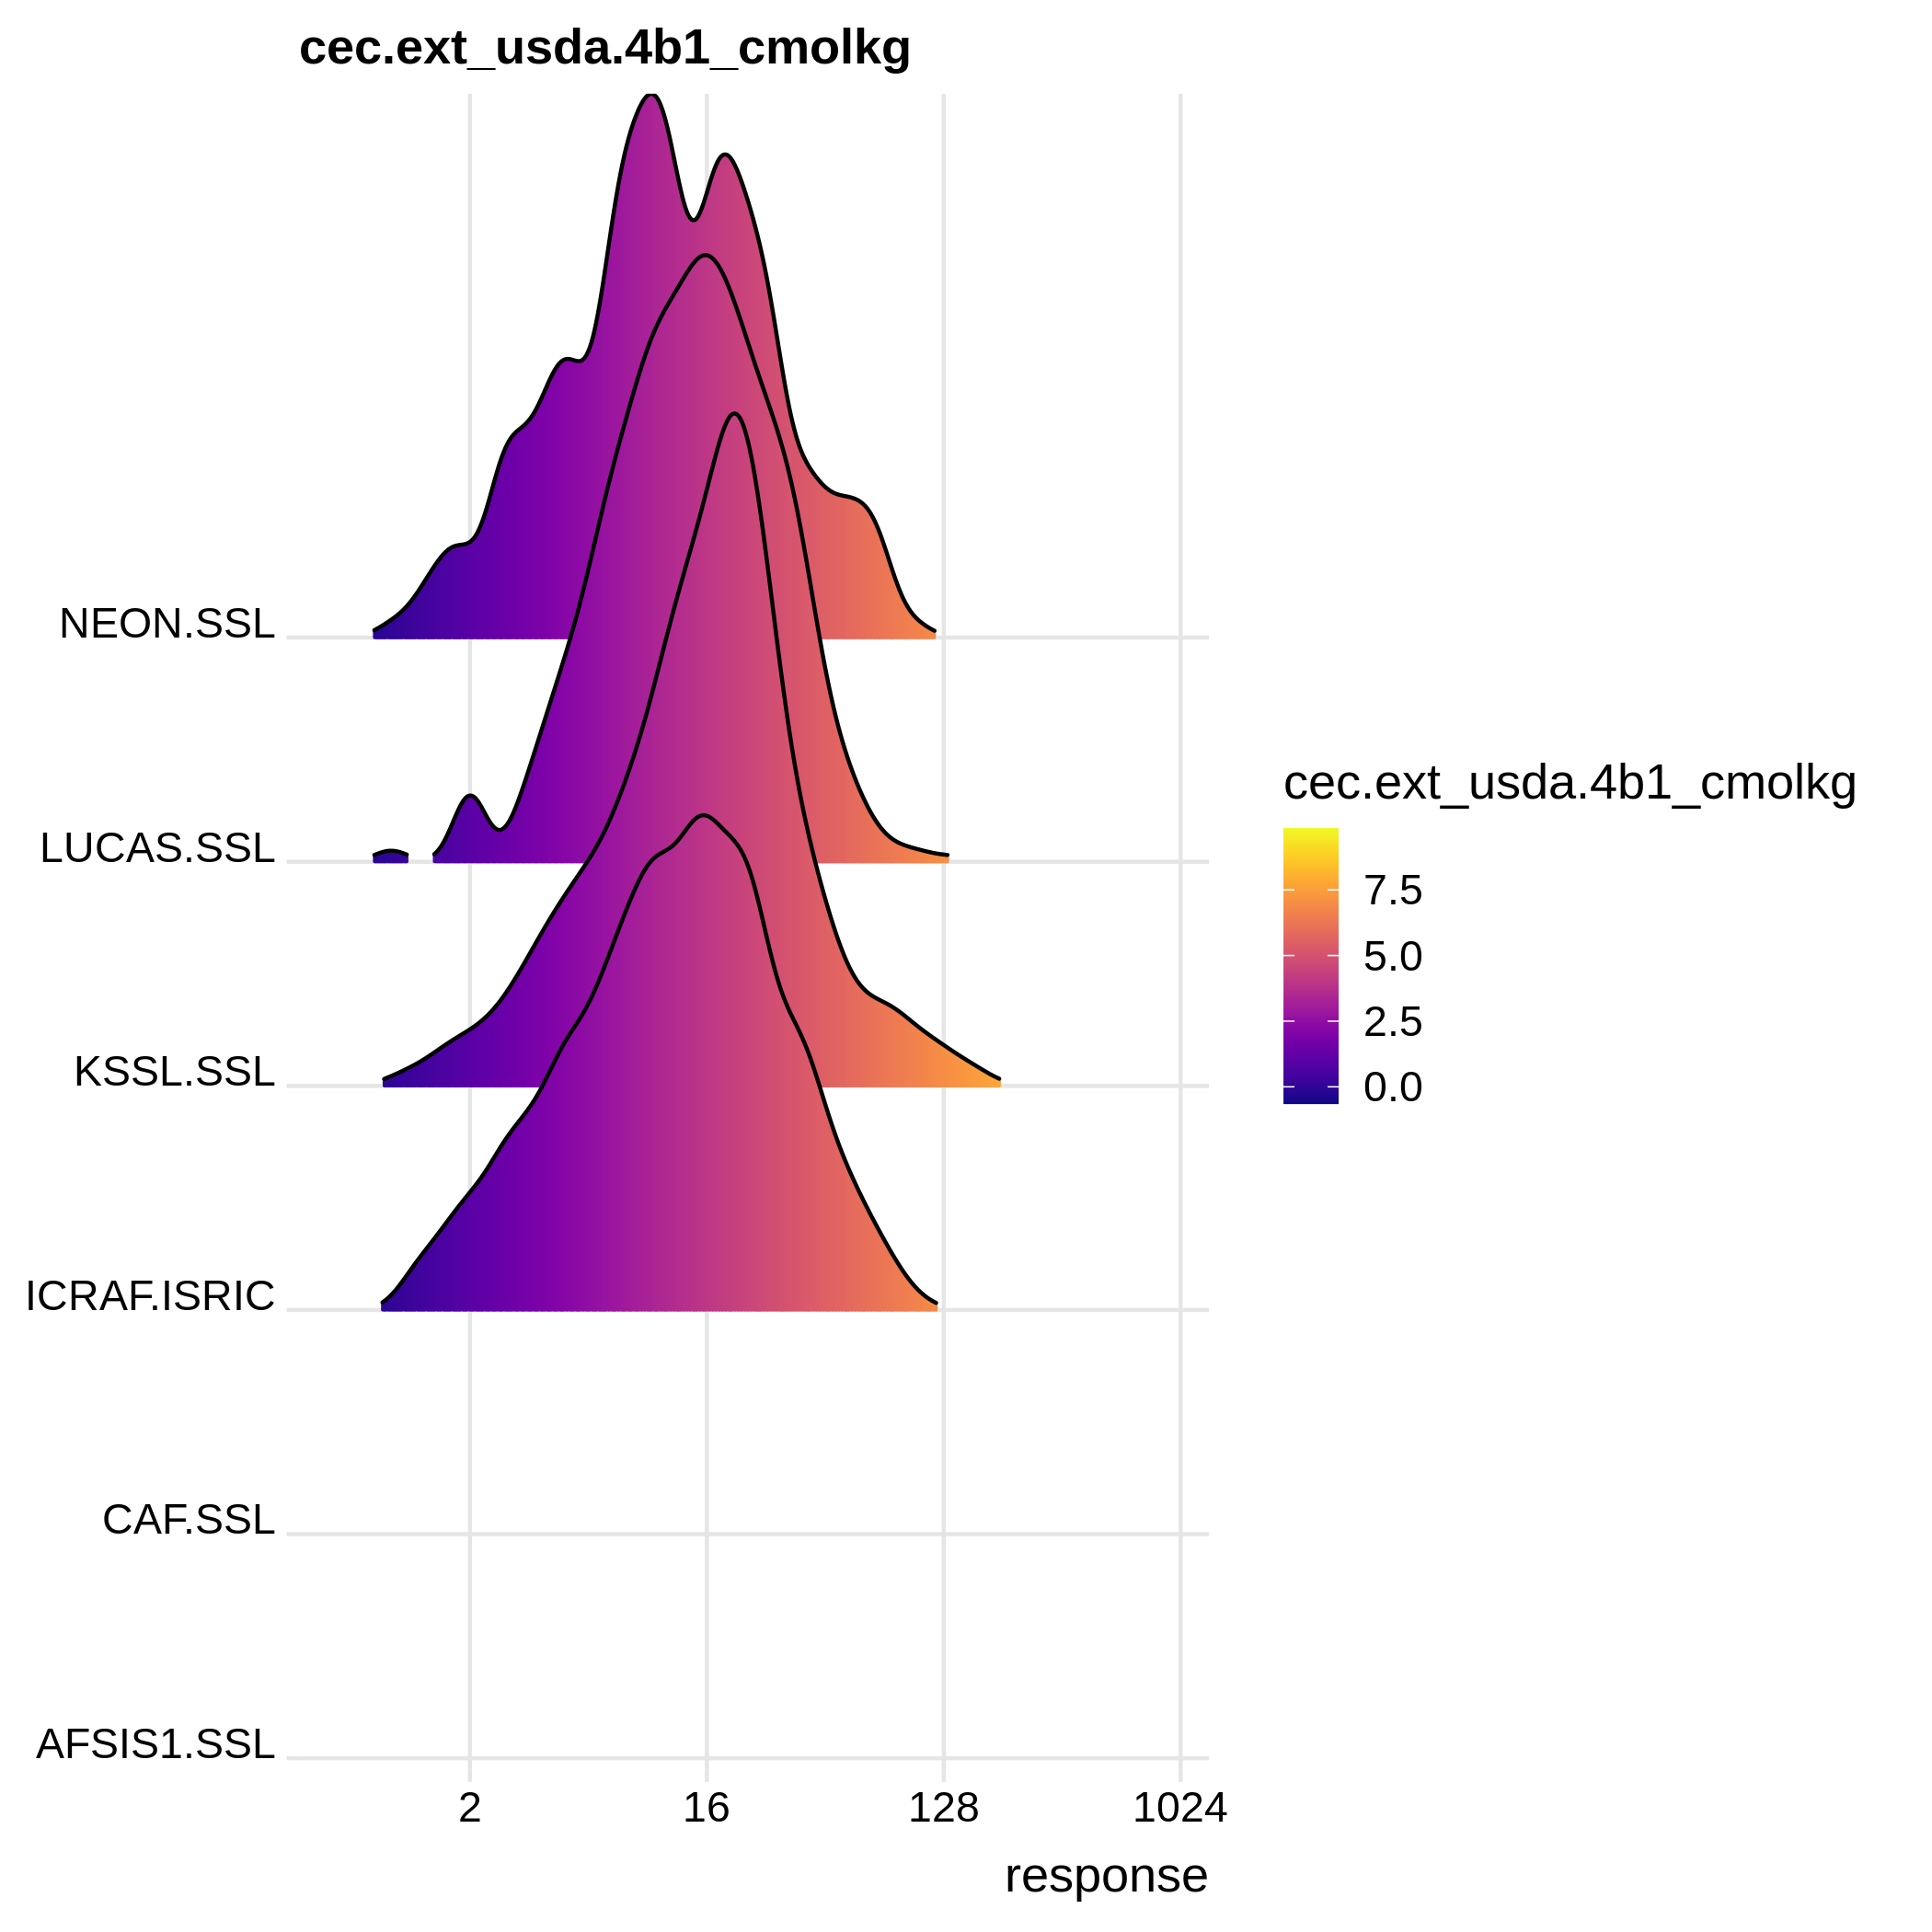 cec.ext_usda.4b1_cmolkg
NEON.SSL
LUCAS.SSL
KSSL.SSL
ICRAF.ISRIC
CAF.SSL
AFSIS1.SSL
2 16 128 1024
response
cec.ext_usda.4b1_cmolkg
7.5
5.0
2.5
0.0